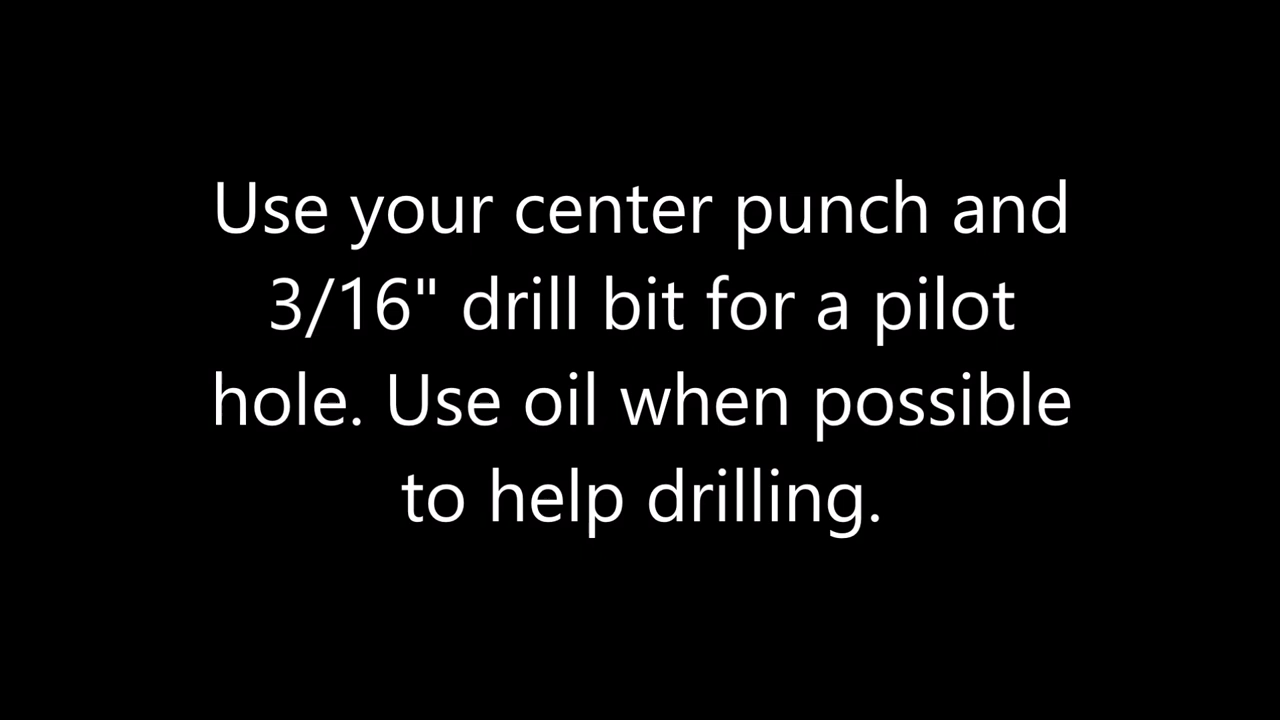 Use your center punch and
3/16" drill bit for a pilot
hole. Use oil when possible
to help drilling.